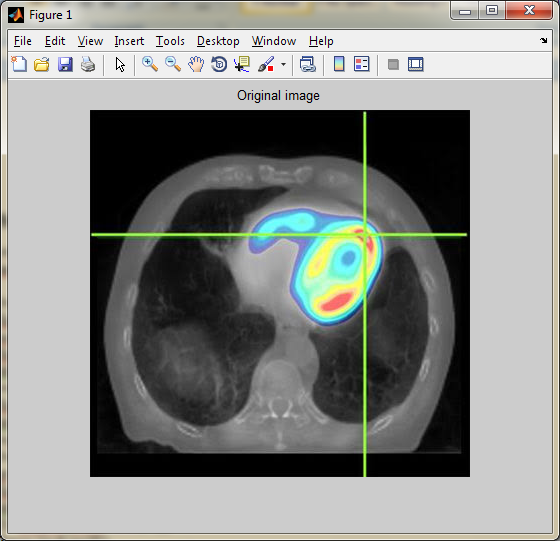 Figure 1
File Edit View Insert Tools Desktop Window Help
Original image